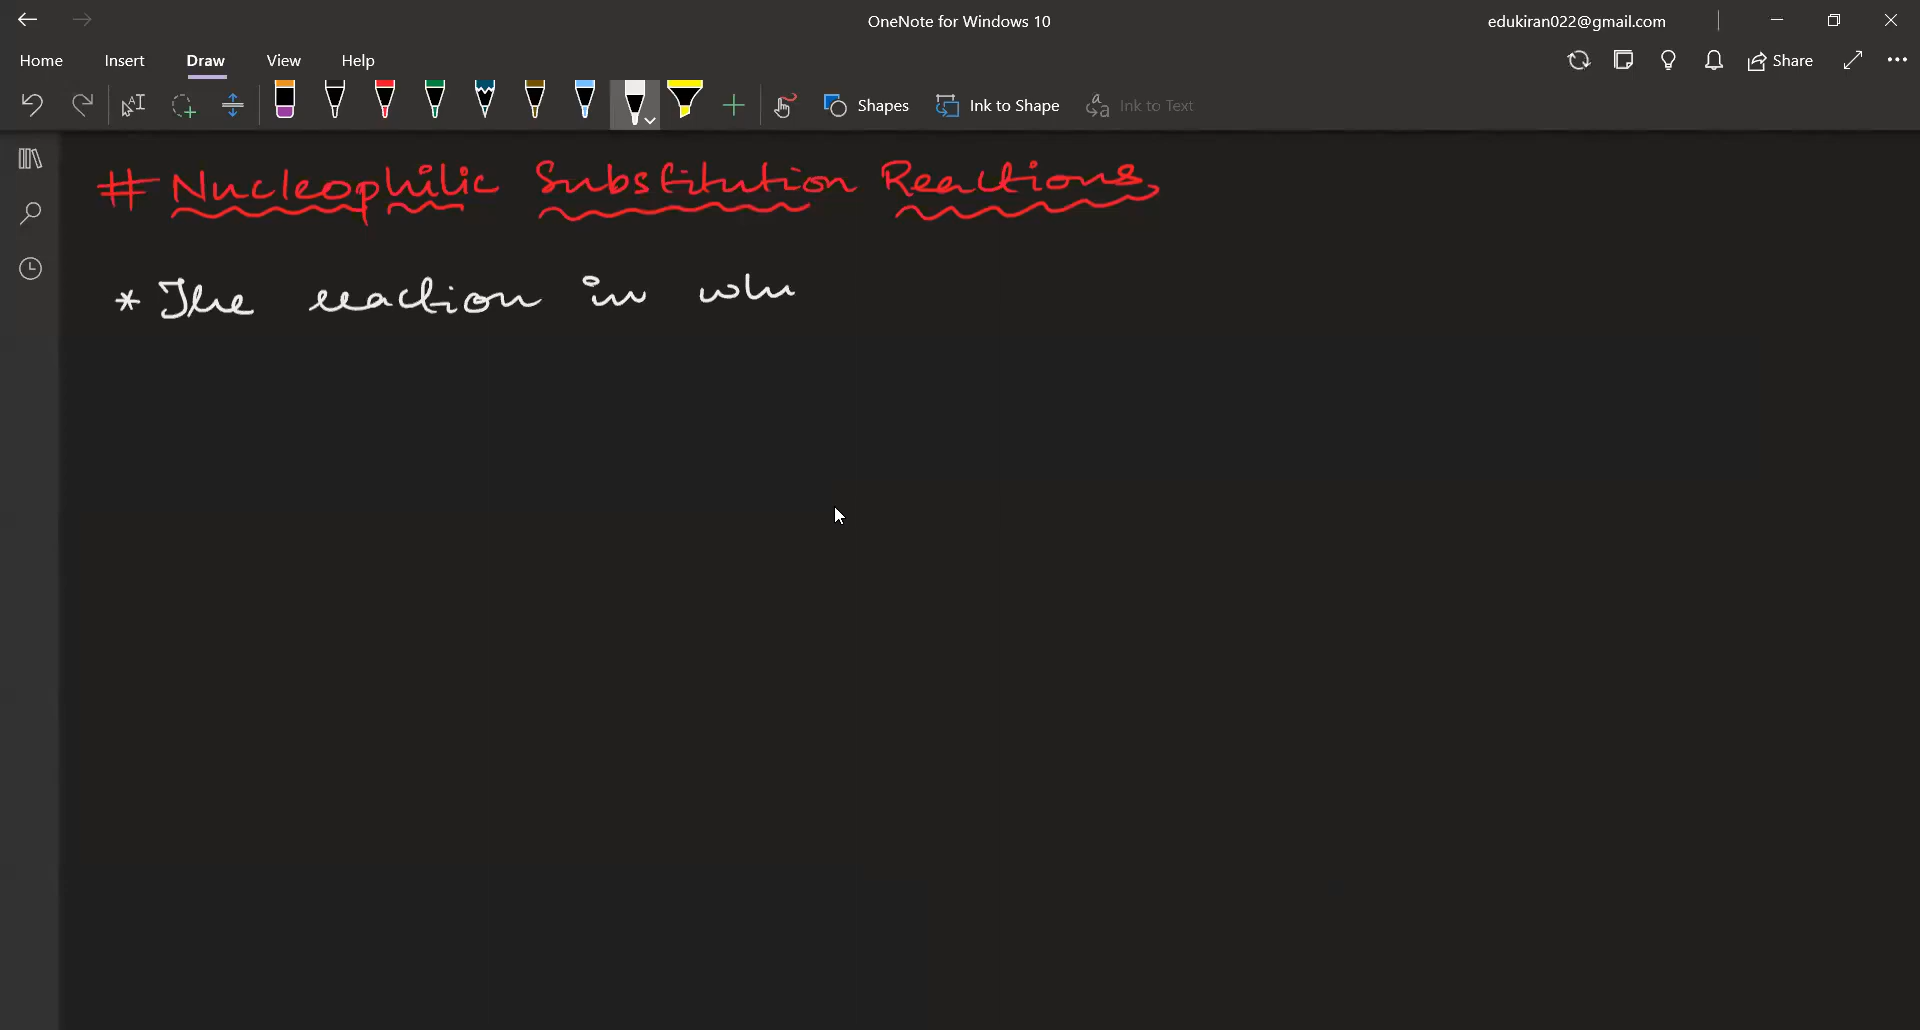 OneNote for Windows 10
edukiran022@gmail.com
Home Insert Draw View Help
Share
Shapes Ink to Shape Ink to Text
# Nucleophilic Substitution Reactions
* The reaction in whi